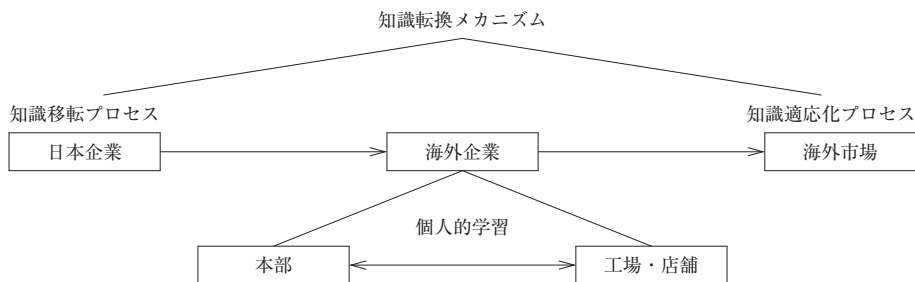 知識転換メカニズム
知識移転プロセス
知識適応化プロセス
日本企業
海外企業
海外市場
個人的学習
本部
工場・店舗